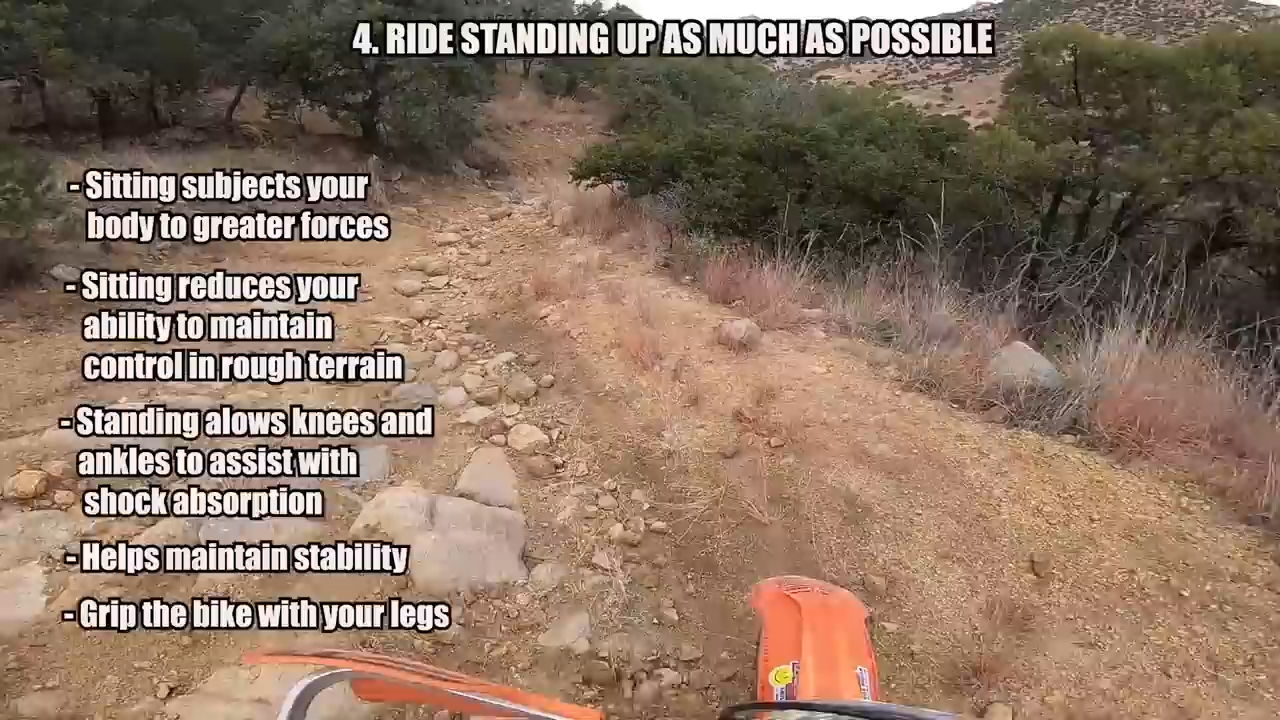 4. RIDE STANDING UP AS MUCH AS POSSIBLE
- Sitting subjects your
body to greater forces
- Sitting reduces your
ability to maintain
control in rough terrain
- Standing alows knees and
ankles to assist with
shock absorption
- Helps maintain stability
- Grip the bike with your legs